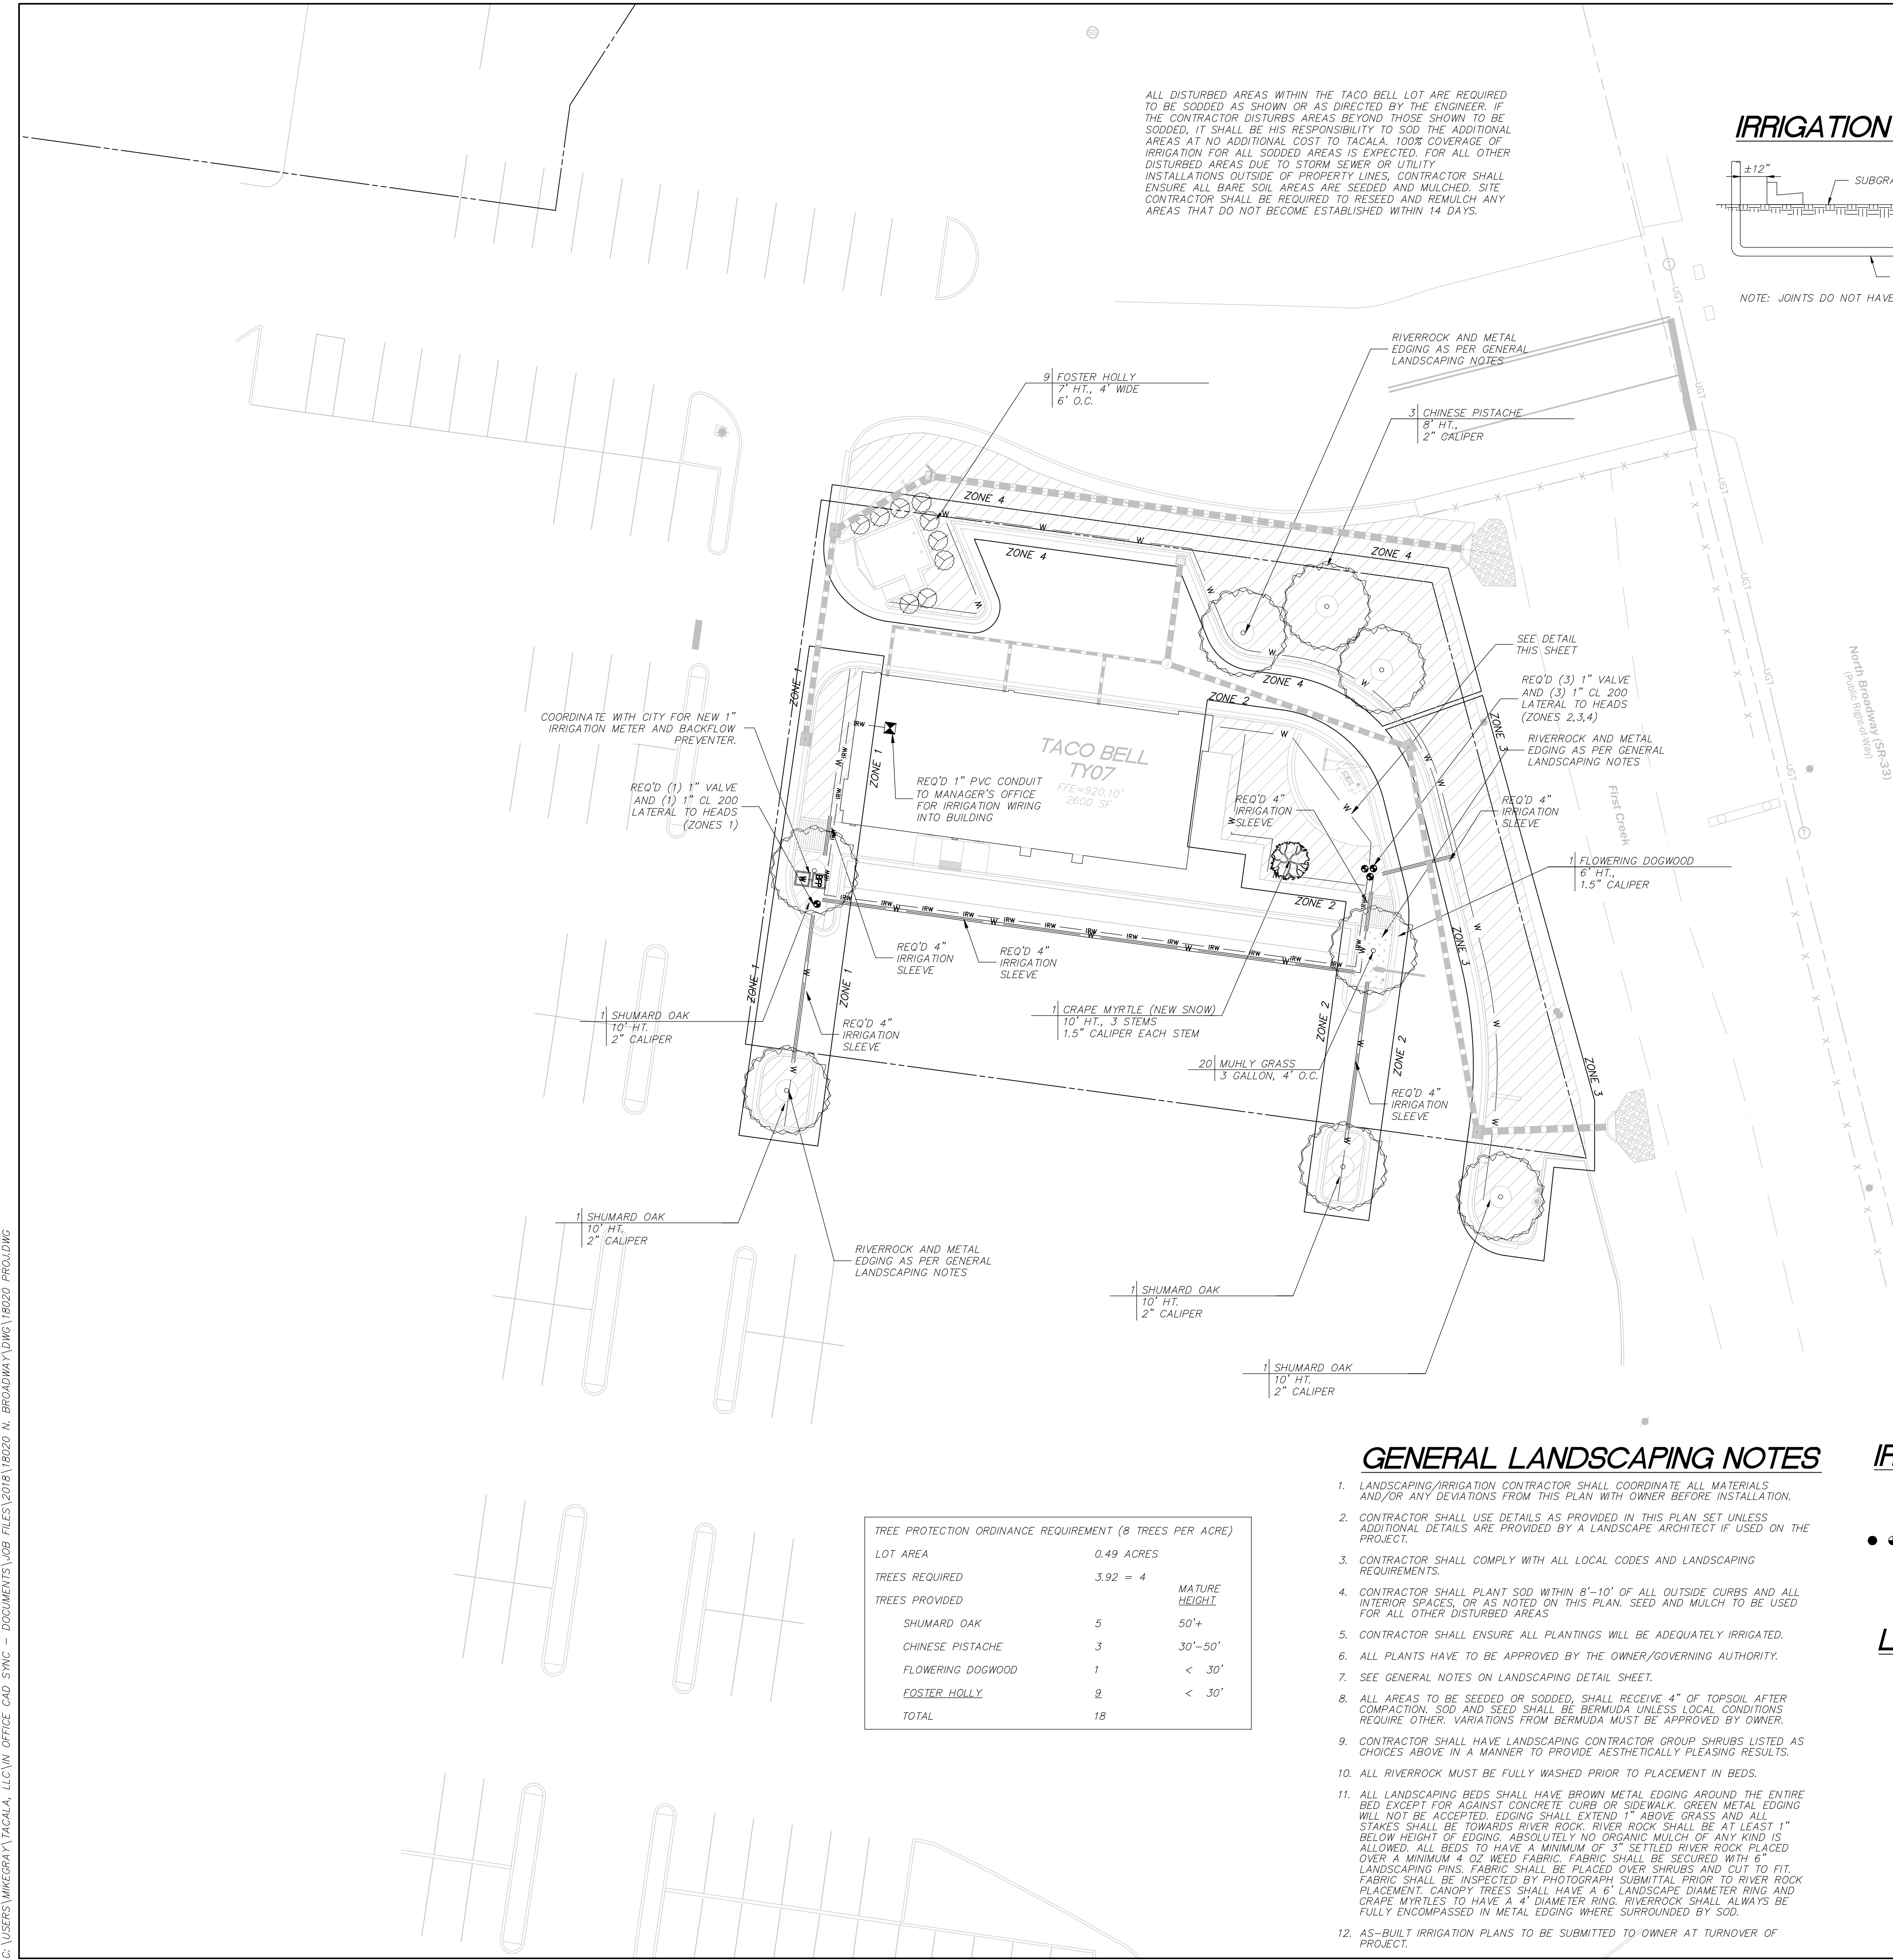 ALL DISTURBED AREAS WITHIN THE TACO BELL LOT ARE REQUIRED
TO BE SODDED AS SHOWN OR AS DIRECTED BY THE ENGINEER. IF
THE CONTRACTOR DISTURBS AREAS BEYOND THOSE SHOWN TO BE
SODDED, IT SHALL BE HIS RESPONSIBILITY TO SOD THE ADDITIONAL
AREAS AT NO ADDITIONAL COST TO TACALA. 100% COVERAGE OF
IRRIGATION FOR ALL SODDED AREAS IS EXPECTED. FOR ALL OTHER
DISTURBED AREAS DUE TO STORM SEWER OR UTILITY
INSTALLATIONS OUTSIDE OF PROPERTY LINES, CONTRACTOR SHALL
ENSURE ALL BARE SOIL AREAS ARE SEEDED AND MULCHED. SITE
CONTRACTOR SHALL BE REQUIRED TO RESEED AND REMULCH ANY
AREAS THAT DO NOT BECOME ESTABLISHED WITHIN 14 DAYS.
IRRIGATION
±12"
SUBGRA
NOTE: JOINTS DO NOT HAVE
SS
RIVERROCK AND METAL
EDGING AS PER GENERAL
LANDSCAPING NOTES
9 FOSTER HOLLY
7' HT., 4' WIDE
6' O.C.
3 CHINESE PISTACHE
8' HT.,
2" CALIPER
ZONE 4
ZONE 4
ZONE 4
ZONE 4
SEE DETAIL
THIS SHEET
REQ'D (3) 1" VALVE
AND (3) 1" CL 200
LATERAL TO HEADS
(ZONES 2,3,4)
RIVERROCK AND METAL
EDGING AS PER GENERAL
LANDSCAPING NOTES
ZONE 1
ZONE 2
ZONE 3
COORDINATE WITH CITY FOR NEW 1"
IRRIGATION METER AND BACKFLOW
PREVENTER.
REQ'D (1) 1" VALVE
AND (1) 1" CL 200
LATERAL TO HEADS
(ZONES 1)
ZONE 1
REQ'D 1" PVC CONDUIT
TO MANAGER'S OFFICE
FOR IRRIGATION WIRING
INTO BUILDING
TACO BELL
TY07
FFE=920.10'
2600 SF
REQ'D 4"
IRRIGATION
SLEEVE
REQ'D 4"
IRRIGATION
SLEEVE
First Creek
North Broadway (SR-33)
(Public Right-of-Way)
UGT
UGT
UGT
UGT
UGT
UGT
1 FLOWERING DOGWOOD
6' HT.,
1.5" CALIPER
BFP
IRW
ZONE 2
ZONE 3
REQ'D 4"
IRRIGATION
SLEEVE
REQ'D 4"
IRRIGATION
SLEEVE
ZONE 1
ZONE 1
1 SHUMARD OAK
10' HT.
2" CALIPER
REQ'D 4"
IRRIGATION
SLEEVE
1 CRAPE MYRTLE (NEW SNOW)
10' HT., 3 STEMS
1.5" CALIPER EACH STEM
20 MUHLY GRASS
3 GALLON, 4' O.C.
ZONE 2
ZONE 2
ZONE 3
REQ'D 4"
IRRIGATION
SLEEVE
1 SHUMARD OAK
10' HT.
2" CALIPER
RIVERROCK AND METAL
EDGING AS PER GENERAL
LANDSCAPING NOTES
1 SHUMARD OAK
10' HT.
2" CALIPER
1 SHUMARD OAK
10' HT.
2" CALIPER
TREE PROTECTION ORDINANCE REQUIREMENT (8 TREES PER ACRE)
LOT AREA 0.49 ACRES
TREES REQUIRED 3.92 = 4
TREES PROVIDED MATURE HEIGHT
SHUMARD OAK 5 50'+
CHINESE PISTACHE 3 30'-50'
FLOWERING DOGWOOD 1 < 30'
FOSTER HOLLY 9 < 30'
TOTAL 18
GENERAL LANDSCAPING NOTES
1. LANDSCAPING/IRRIGATION CONTRACTOR SHALL COORDINATE ALL MATERIALS
AND/OR ANY DEVIATIONS FROM THIS PLAN WITH OWNER BEFORE INSTALLATION.
2. CONTRACTOR SHALL USE DETAILS AS PROVIDED IN THIS PLAN SET UNLESS
ADDITIONAL DETAILS ARE PROVIDED BY A LANDSCAPE ARCHITECT IF USED ON THE
PROJECT.
3. CONTRACTOR SHALL COMPLY WITH ALL LOCAL CODES AND LANDSCAPING
REQUIREMENTS.
4. CONTRACTOR SHALL PLANT SOD WITHIN 8'-10' OF ALL OUTSIDE CURBS AND ALL
INTERIOR SPACES, OR AS NOTED ON THIS PLAN. SEED AND MULCH TO BE USED
FOR ALL OTHER DISTURBED AREAS
5. CONTRACTOR SHALL ENSURE ALL PLANTINGS WILL BE ADEQUATELY IRRIGATED.
6. ALL PLANTS HAVE TO BE APPROVED BY THE OWNER/GOVERNING AUTHORITY.
7. SEE GENERAL NOTES ON LANDSCAPING DETAIL SHEET.
8. ALL AREAS TO BE SEEDED OR SODDED, SHALL RECEIVE 4" OF TOPSOIL AFTER
COMPACTION. SOD AND SEED SHALL BE BERMUDA UNLESS LOCAL CONDITIONS
REQUIRE OTHER. VARIATIONS FROM BERMUDA MUST BE APPROVED BY OWNER.
9. CONTRACTOR SHALL HAVE LANDSCAPING CONTRACTOR GROUP SHRUBS LISTED AS
CHOICES ABOVE IN A MANNER TO PROVIDE AESTHETICALLY PLEASING RESULTS.
10. ALL RIVERROCK MUST BE FULLY WASHED PRIOR TO PLACEMENT IN BEDS.
11. ALL LANDSCAPING BEDS SHALL HAVE BROWN METAL EDGING AROUND THE ENTIRE
BED EXCEPT FOR AGAINST CONCRETE CURB OR SIDEWALK. GREEN METAL EDGING
WILL NOT BE ACCEPTED. EDGING SHALL EXTEND 1" ABOVE GRASS AND ALL
STAKES SHALL BE TOWARDS RIVER ROCK. RIVER ROCK SHALL BE AT LEAST 1"
BELOW HEIGHT OF EDGING. ABSOLUTELY NO ORGANIC MULCH OF ANY KIND IS
ALLOWED. ALL BEDS TO HAVE A MINIMUM OF 3" SETTLED RIVER ROCK PLACED
OVER A MINIMUM 4 OZ WEED FABRIC. FABRIC SHALL BE SECURED WITH 6"
LANDSCAPING PINS. FABRIC SHALL BE PLACED OVER SHRUBS AND CUT TO FIT.
FABRIC SHALL BE INSPECTED BY PHOTOGRAPH SUBMITTAL PRIOR TO RIVER ROCK
PLACEMENT. CANOPY TREES SHALL HAVE A 6' LANDSCAPE DIAMETER RING AND
CRAPE MYRTLES TO HAVE A 4' DIAMETER RING. RIVERROCK SHALL ALWAYS BE
FULLY ENCOMPASSED IN METAL EDGING WHERE SURROUNDED BY SOD.
12. AS-BUILT IRRIGATION PLANS TO BE SUBMITTED TO OWNER AT TURNOVER OF
PROJECT.
C:\USERS\MIKEGRAY\TACALA, LLC\IN OFFICE CAD SYNC - DOCUMENTS\JOB FILES\2018\18020 N. BROADWAY\DWG\18020 PROJ.DWG